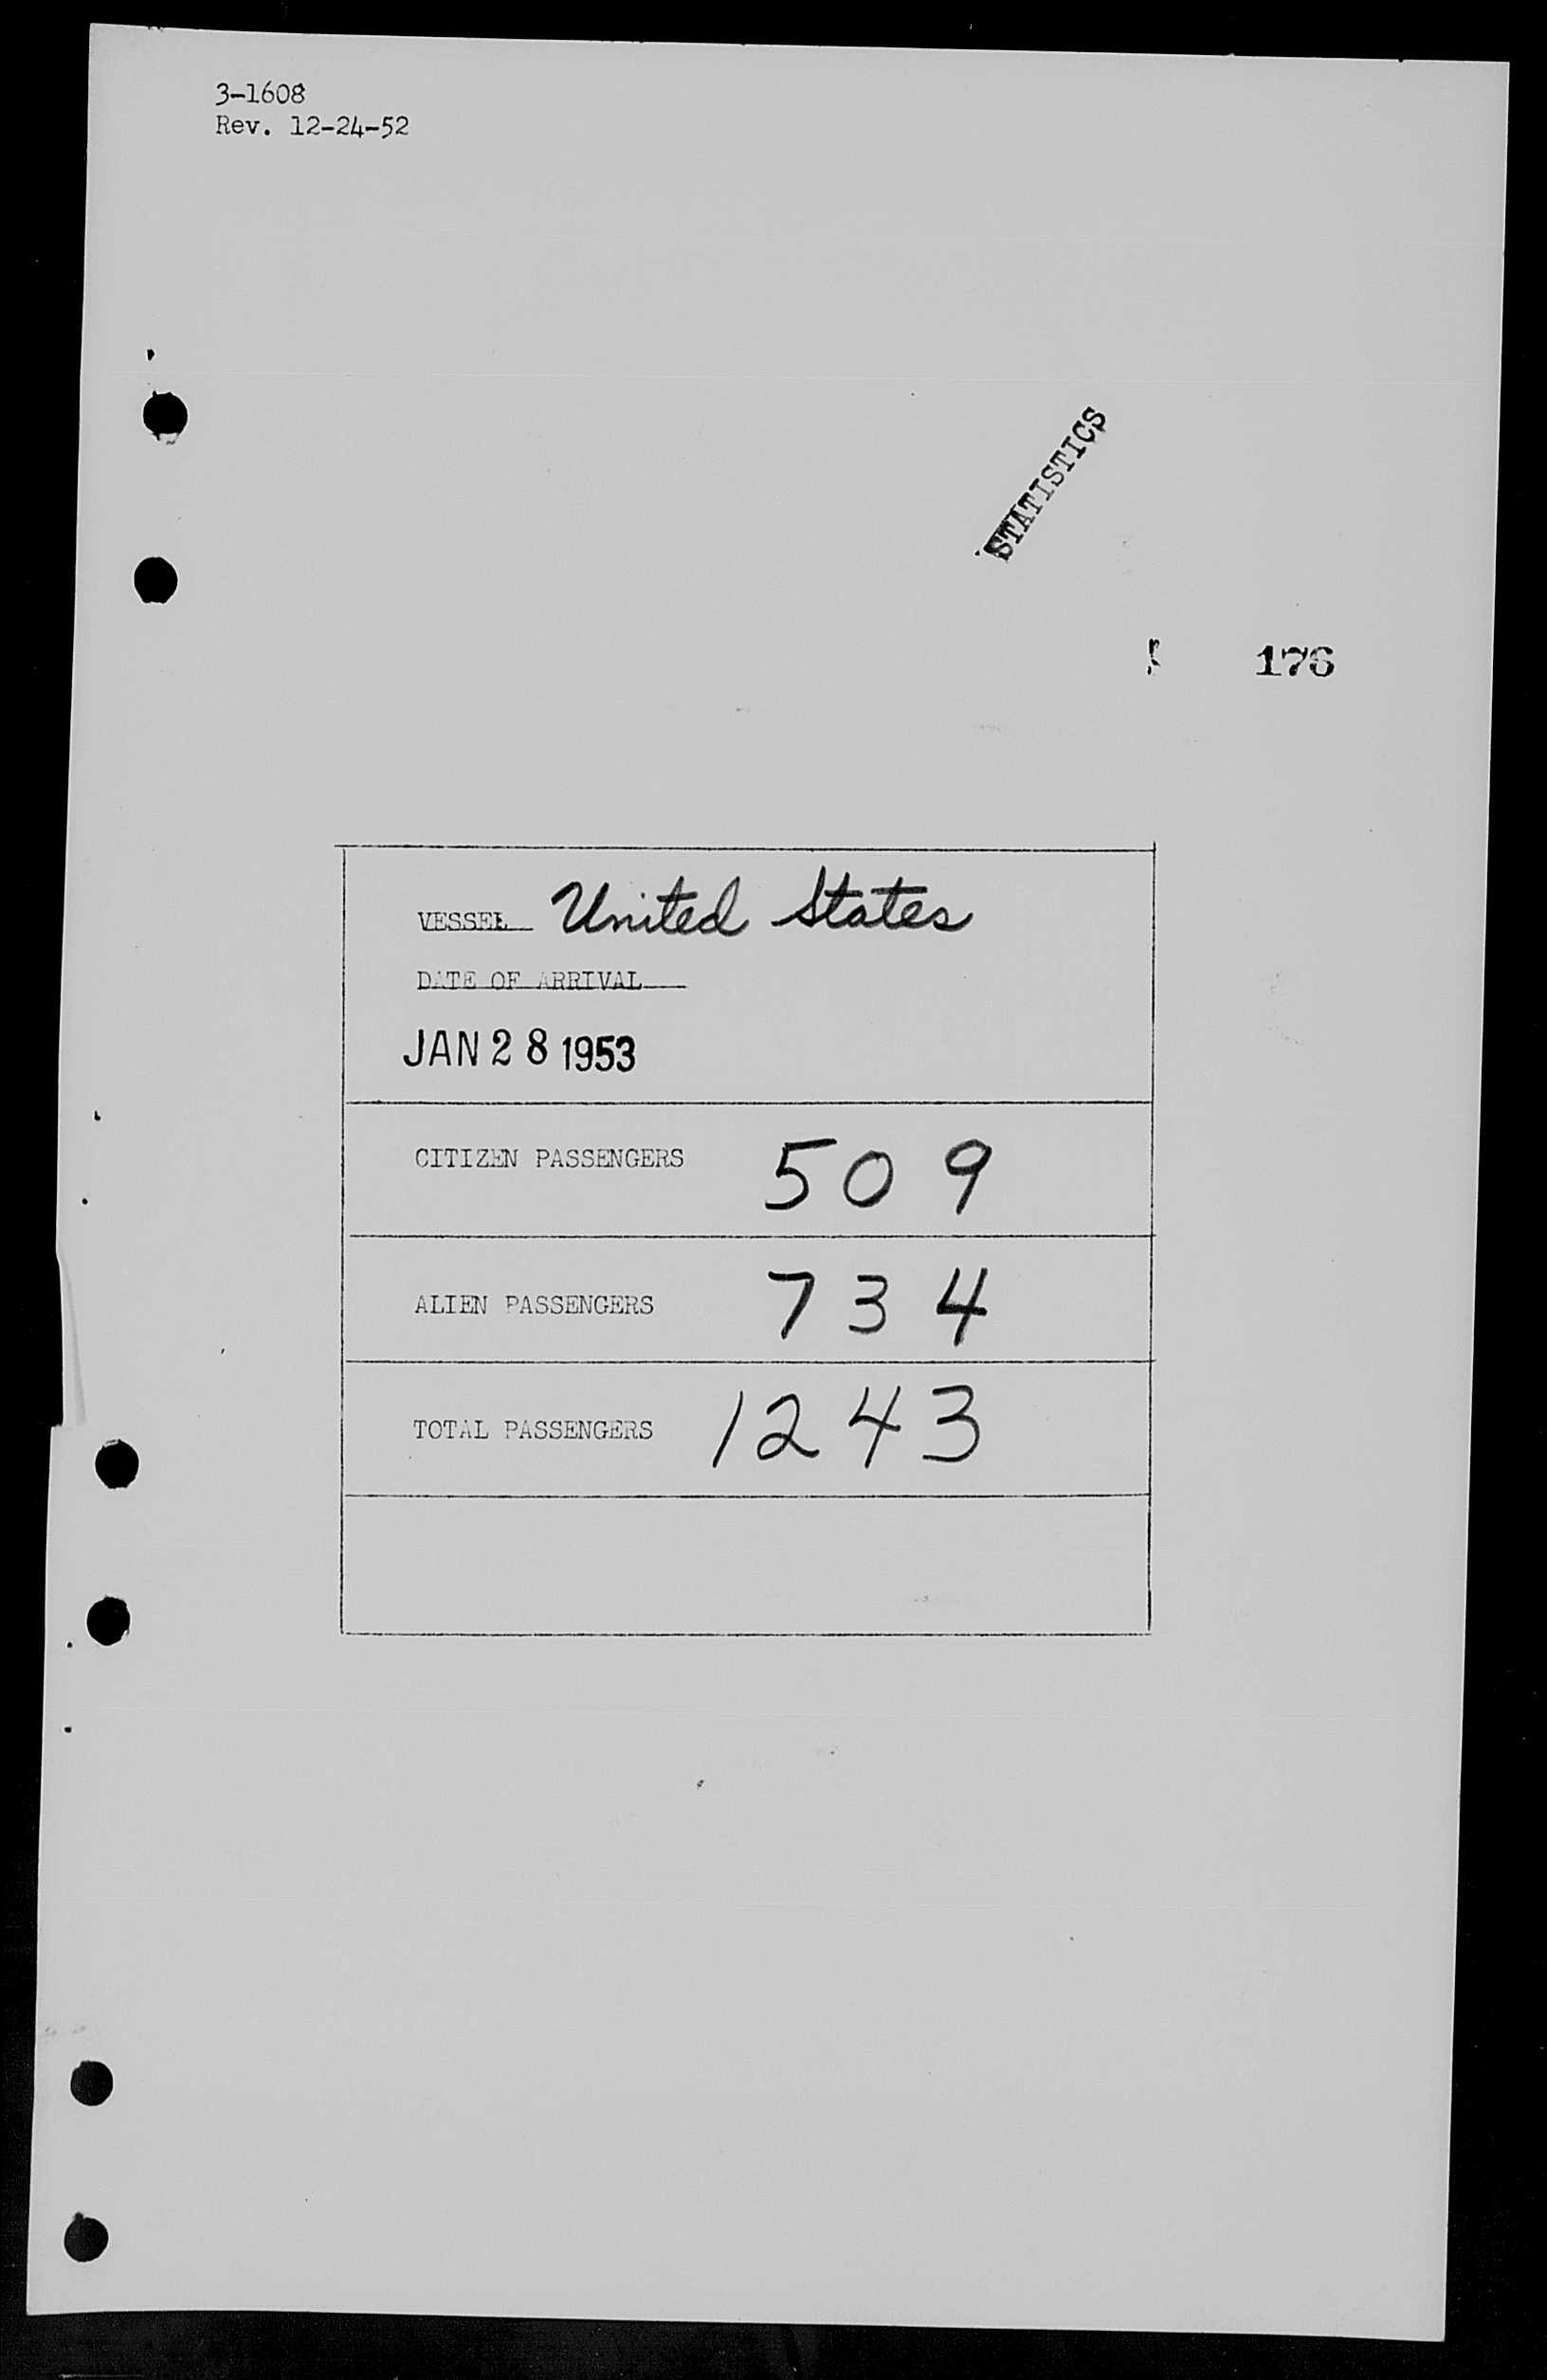 3-1608
Rev. 12-24-52
STATISTICS
176
VESSEL United States
DATE OF ARRIVAL
JAN 28 1953
CITIZEN PASSENGERS 509
ALIEN PASSENGERS 734
TOTAL PASSENGERS 1243